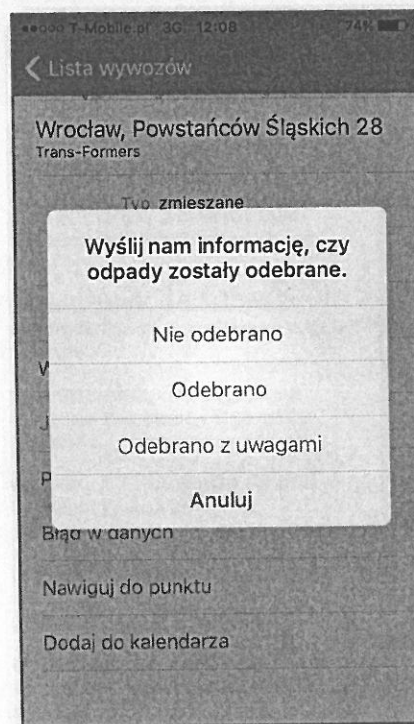 T-Mobile.pl 3G 12:08 74%
Lista wywozów
Wrocław, Powstańców Śląskich 28
Trans-Formers
Typ zmieszane
Wyślij nam informację, czy
odpady zostały odebrane.
Nie odebrano
W
Odebrano
J
Odebrano z uwagami
P
Anuluj
Błąd w danych
Nawiguj do punktu
Dodaj do kalendarza